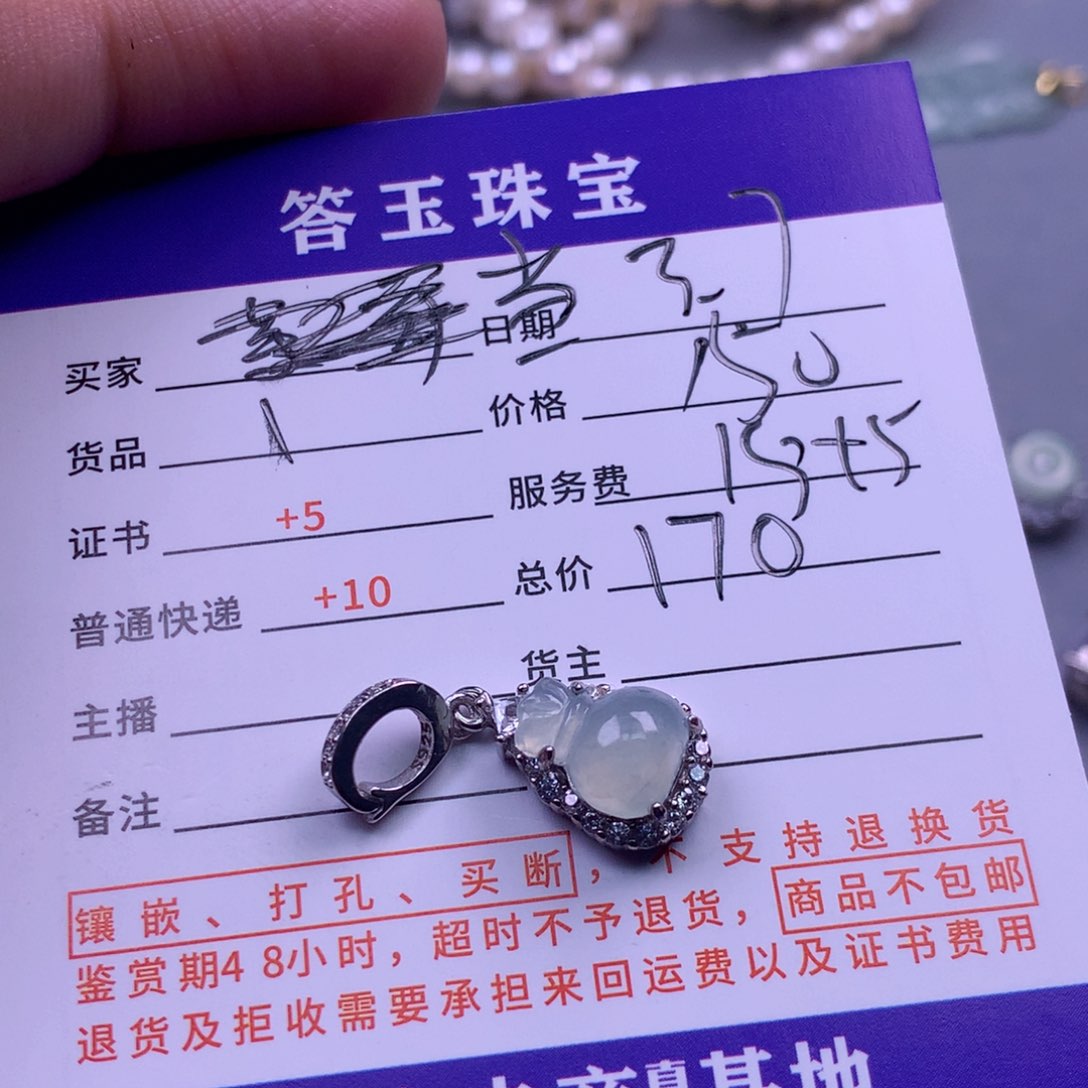 答玉珠宝
买家 日期 3.7
货品 1 价格 150
证书 +5 服务费 15+5
普通快递 +10 总价 170
主播 货主
备注
镶嵌、打孔、买断，不支持退换货
鉴赏期48小时，超时不予退货，商品不包邮
退货及拒收需要承担来回运费以及证书费用
基地